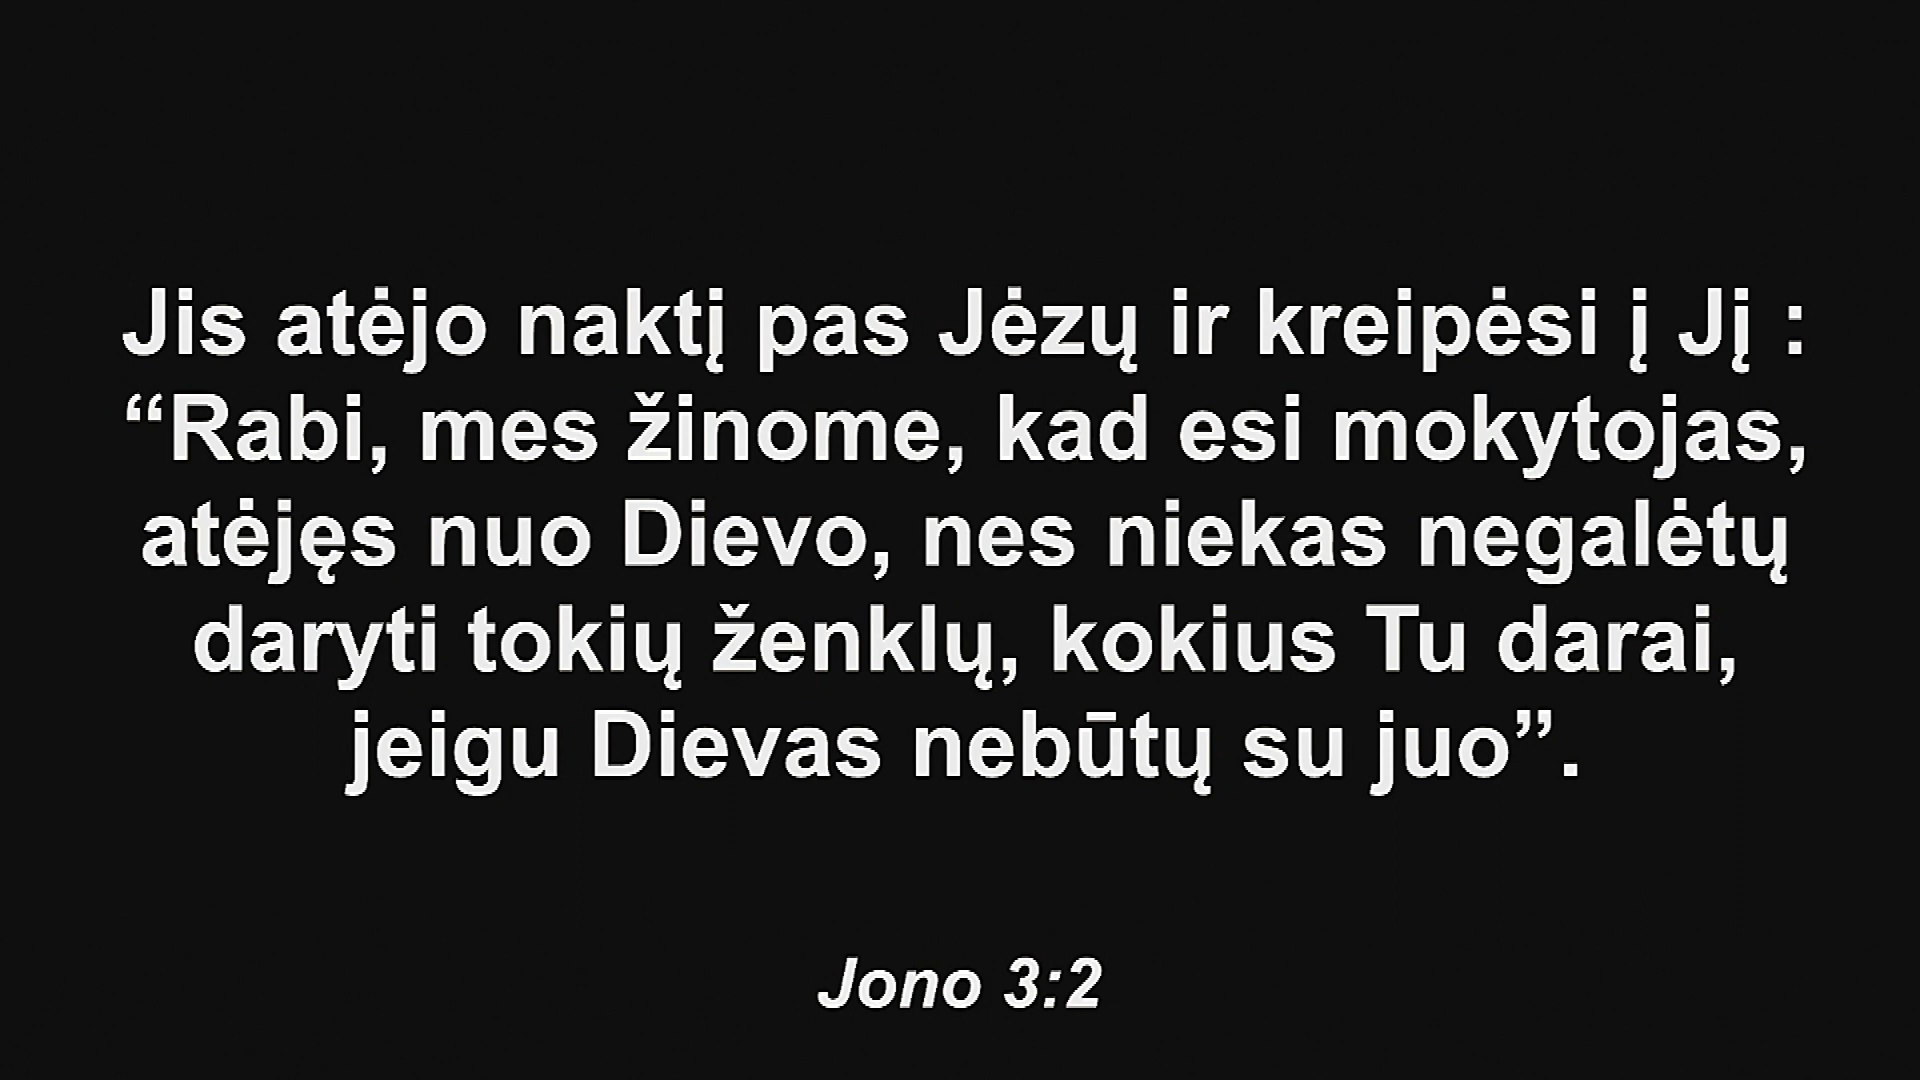 Jis atėjo naktį pas Jėzų ir kreipėsi į Jį :
“Rabi, mes žinome, kad esi mokytojas,
atėjęs nuo Dievo, nes niekas negalėtų
daryti tokių ženklų, kokius Tu darai,
jeigu Dievas nebūtų su juo”.
Jono 3:2